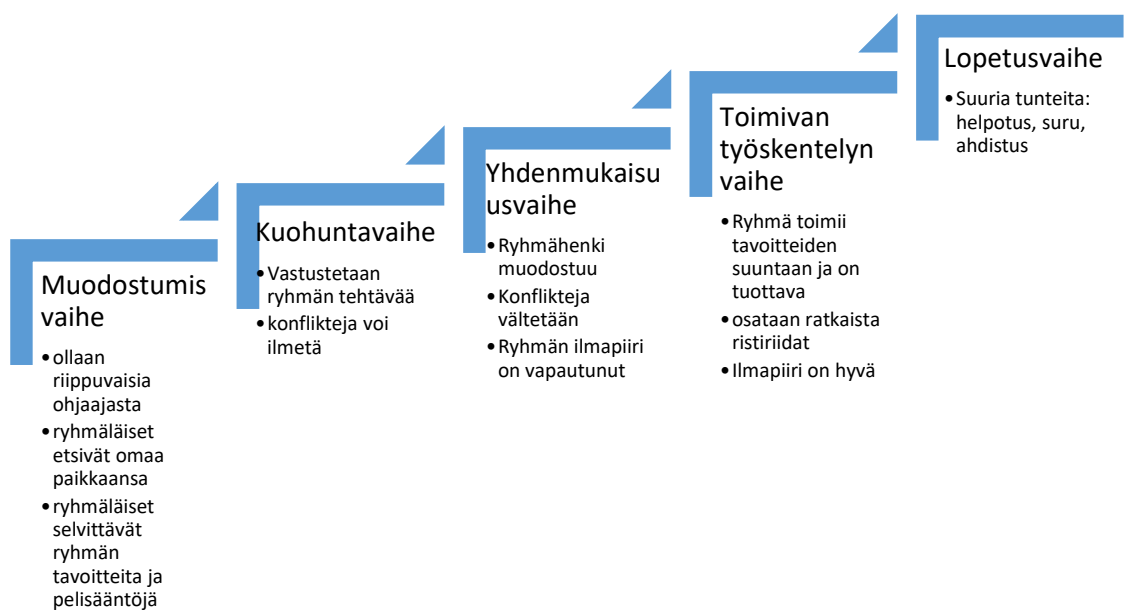 Muodostumis
vaihe
•ollaan
riippuvaisia
ohjaajasta
•ryhmäläiset
etsivät omaa
paikkaansa
•ryhmäläiset
selvittävät
ryhmän
tavoitteita ja
pelisääntöjä
Kuohuntavaihe
•Vastustetaan
ryhmän tehtävää
•konflikteja voi
ilmetä
Yhdenmukaisu
usvaihe
•Ryhmähenki
muodostuu
•Konflikteja
vältetään
•Ryhmän ilmapiiri
on vapautunut
Toimivan
työskentelyn
vaihe
•Ryhmä toimii
tavoitteiden
suuntaan ja on
tuottava
•osataan ratkaista
ristiriidat
•Ilmapiiri on hyvä
Lopetusvaihe
•Suuria tunteita:
helpotus, suru,
ahdistus